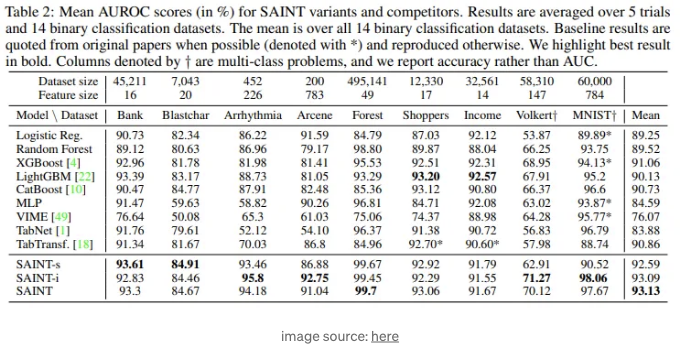 Table 2: Mean AUROC scores (in %) for SAINT variants and competitors. Results are averaged over 5 trials
and 14 binary classification datasets. The mean is over all 14 binary classification datasets. Baseline results are
quoted from original papers when possible (denoted with *) and reproduced otherwise. We highlight best result
in bold. Columns denoted by † are multi-class problems, and we report accuracy rather than AUC.
Dataset size 45,211 7,043 452 200 495,141 12,330 32,561 58,310 60,000
Feature size 16 20 226 783 49 17 14 147 784
Model \ Dataset Bank Blastchar Arrhythmia Arcene Forest Shoppers Income Volkert† MNIST† Mean
Logistic Reg. 90.73 82.34 86.22 91.59 84.79 87.03 92.12 53.87 89.89* 89.25
Random Forest 89.12 80.63 86.96 79.17 98.80 89.87 88.04 66.25 93.75 89.52
XGBoost [4] 92.96 81.78 81.98 81.41 95.53 92.51 92.31 68.95 94.13* 91.06
LightGBM [22] 93.39 83.17 88.73 81.05 93.29 93.20 92.57 67.91 95.2 90.13
CatBoost [10] 90.47 84.77 87.91 82.48 85.36 93.12 90.80 66.37 96.6 90.73
MLP 91.47 59.63 58.82 90.26 96.81 84.71 92.08 63.02 93.87* 84.59
VIME [49] 76.64 50.08 65.3 61.03 75.06 74.37 88.98 64.28 95.77* 76.07
TabNet [1] 91.76 79.61 52.12 54.10 96.37 91.38 90.72 56.83 96.79 83.88
TabTransf. [18] 91.34 81.67 70.03 86.8 84.96 92.70* 90.60* 57.98 88.74 90.86
SAINT-s 93.61 84.91 93.46 86.88 99.67 92.92 91.79 62.91 90.52 92.59
SAINT-i 92.83 84.46 95.8 92.75 99.45 92.29 91.55 71.27 98.06 93.09
SAINT 93.3 84.67 94.18 91.04 99.7 93.06 91.67 70.12 97.67 93.13
image source: here